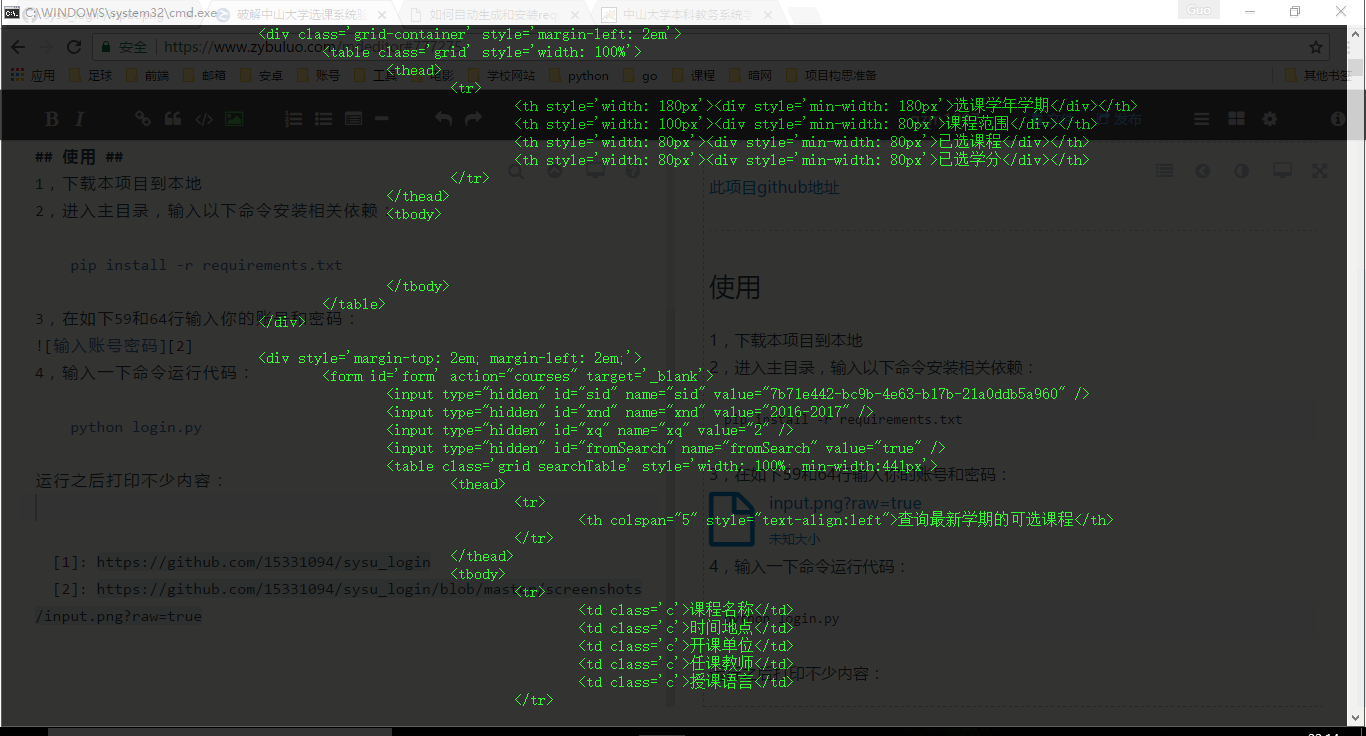 C:\WINDOWS\system32\cmd.exe
破解中山大学选课系统
如何自动生成和安装req
中山大学本科教务系统
Guo
安全
https://www.zybuluo.com
应用
足球
前端
邮箱
安卓
账号
工具
电影
学校网站
python
go
课程
暗网
项目构思准备
其他书签
B I
发布
<div class='grid-container' style='margin-left: 2em'>
<table class='grid' style='width: 100%'>
<thead>
<tr>
<th style='width: 180px'><div style='min-width: 180px'>选课学年学期</div></th>
<th style='width: 100px'><div style='min-width: 80px'>课程范围</div></th>
<th style='width: 80px'><div style='min-width: 80px'>已选课程</div></th>
<th style='width: 80px'><div style='min-width: 80px'>已选学分</div></th>
</tr>
</thead>
<tbody>
</tbody>
</table>
</div>
<div style='margin-top: 2em; margin-left: 2em;'>
<form id='form' action="courses" target='_blank'>
<input type="hidden" id="sid" name="sid" value="7b71e442-bc9b-4e63-b17b-21a0ddb5a960" />
<input type="hidden" id="xnd" name="xnd" value="2016-2017" />
<input type="hidden" id="xq" name="xq" value="2" />
<input type="hidden" id="fromSearch" name="fromSearch" value="true" />
<table class='grid searchTable' style='width: 100%; min-width:441px'>
<thead>
<tr>
<th colspan="5" style="text-align:left">查询最新学期的可选课程</th>
</tr>
</thead>
<tbody>
<tr>
<td class='c'>课程名称</td>
<td class='c'>时间地点</td>
<td class='c'>开课单位</td>
<td class='c'>任课教师</td>
<td class='c'>授课语言</td>
</tr>
## 使用 ##
1，下载本项目到本地
2，进入主目录，输入以下命令安装相关依赖：
pip install -r requirements.txt
3，在如下59和64行输入你的账号和密码：
![输入账号密码][2]
4，输入一下命令运行代码：
python login.py
运行之后打印不少内容：
[1]: https://github.com/15331094/sysu_login
[2]: https://github.com/15331094/sysu_login/blob/master/screenshots
/input.png?raw=true
此项目github地址
使用
1，下载本项目到本地
2，进入主目录，输入以下命令安装相关依赖：
pip install -r requirements.txt
3，在如下59和64行输入你的账号和密码：
input.png?raw=true
未知大小
4，输入一下命令运行代码：
python login.py
运行之后打印不少内容：